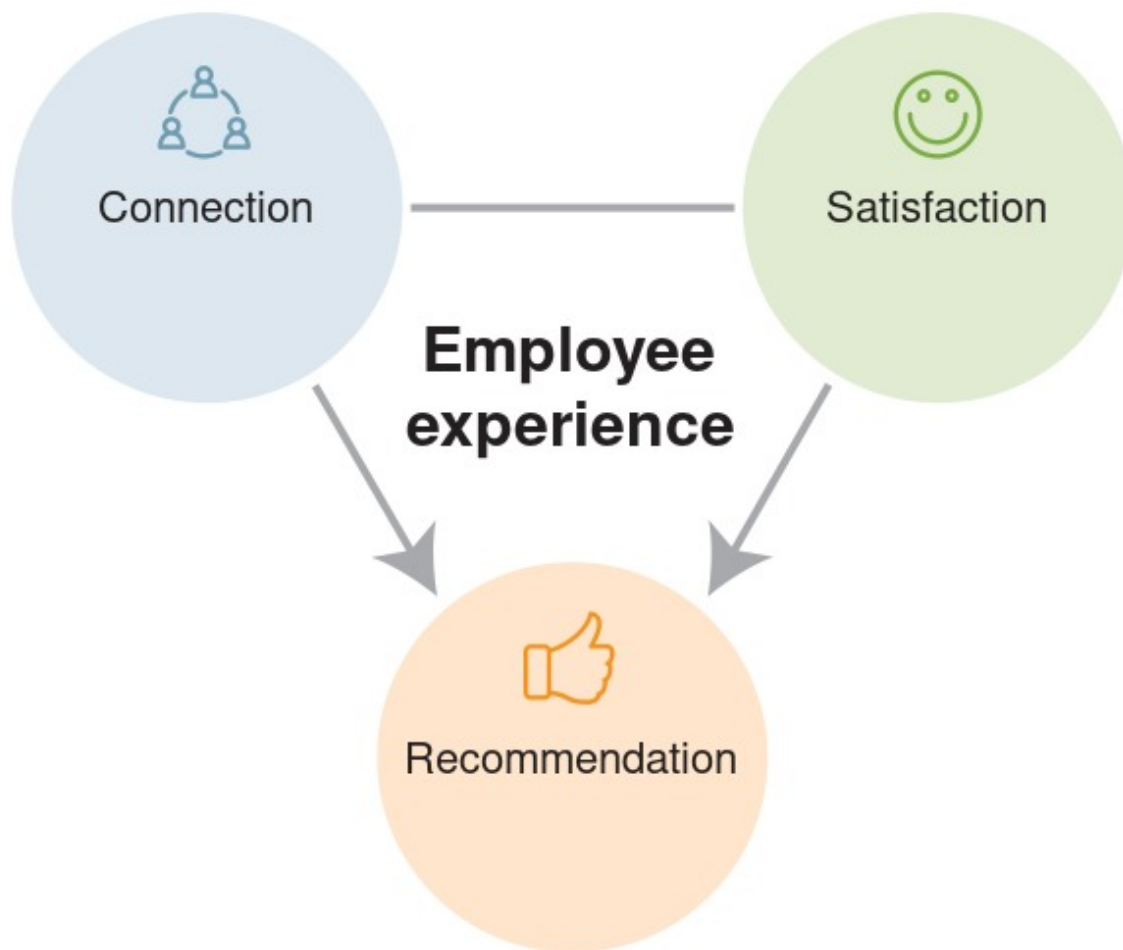 Connection
Satisfaction
Employee
experience
Recommendation